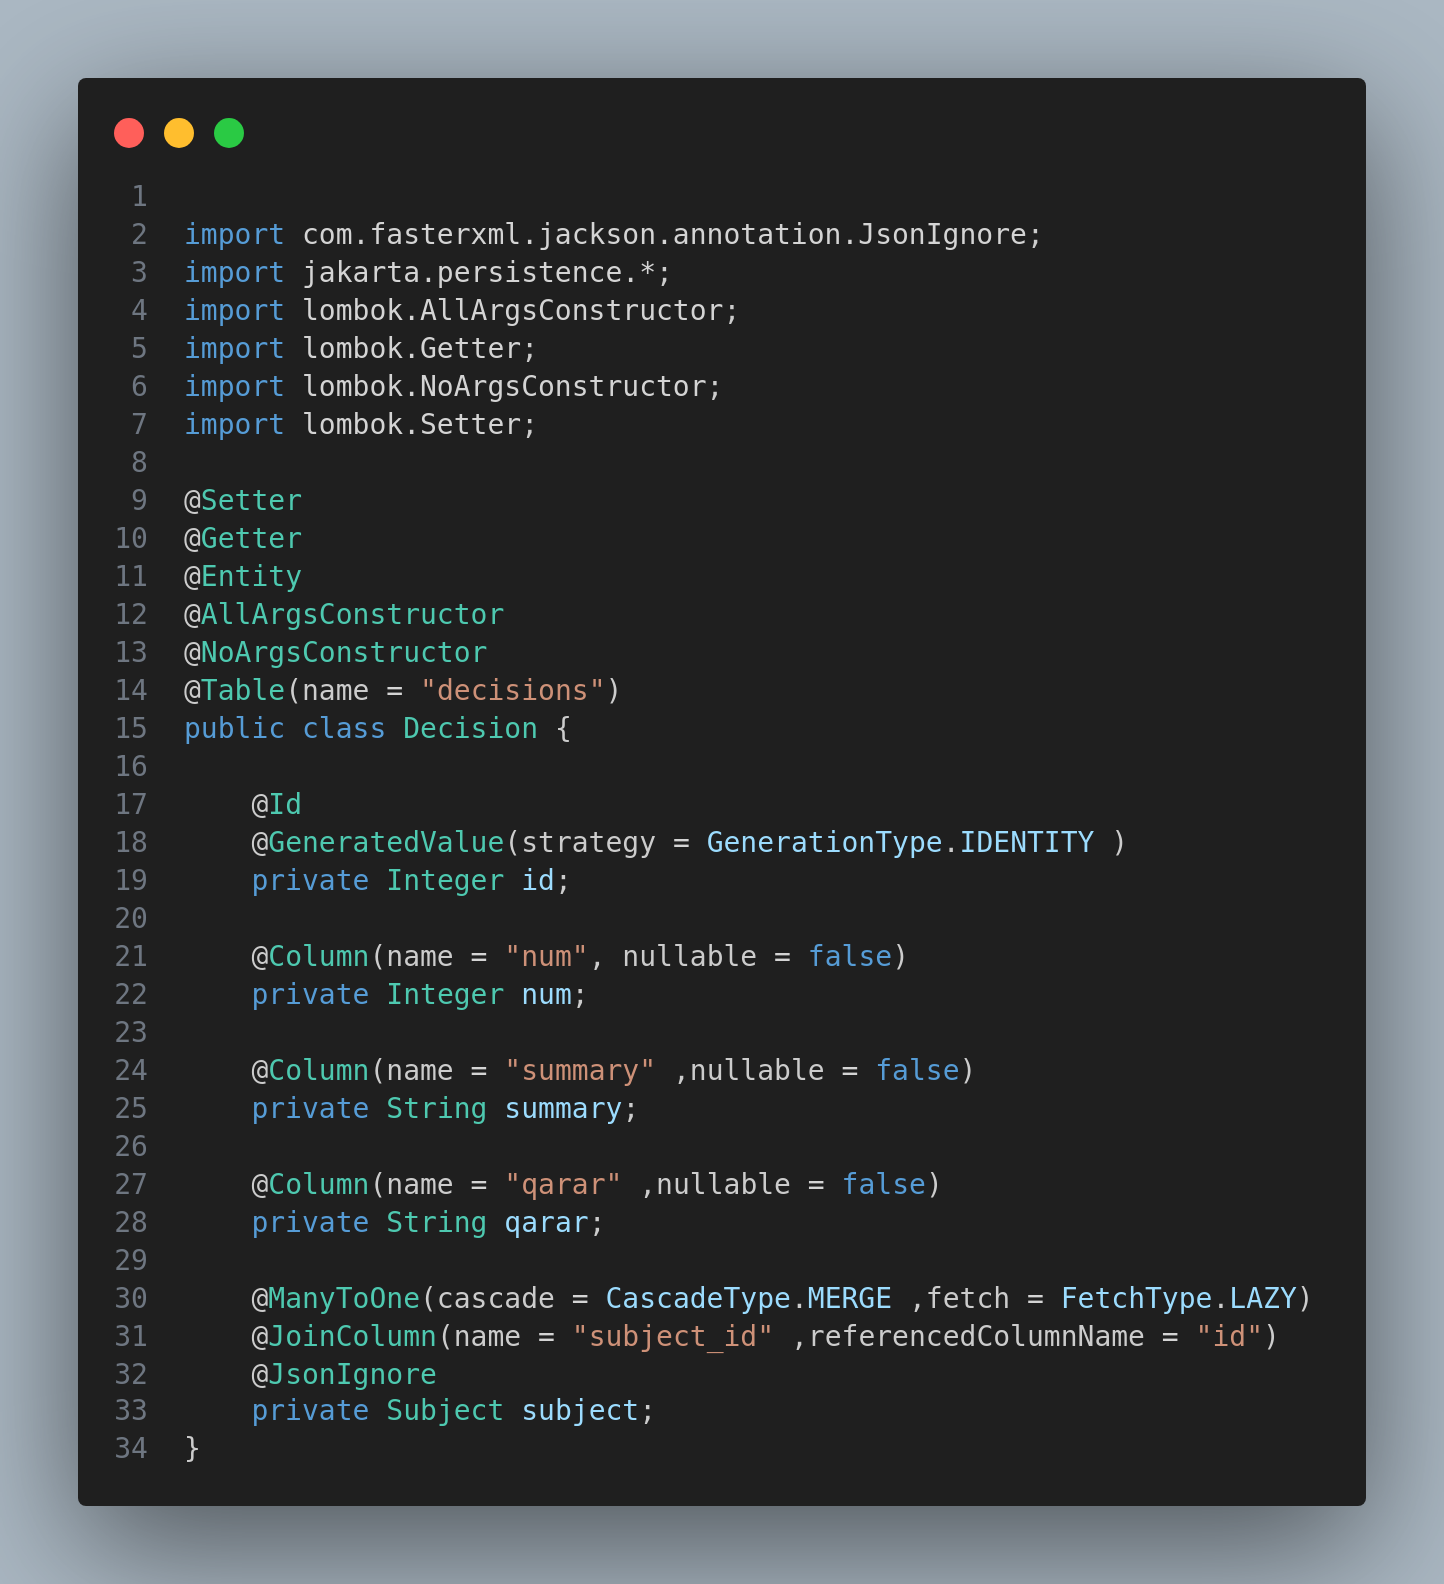 1
2 import com.fasterxml.jackson.annotation.JsonIgnore;
3 import jakarta.persistence.*;
4 import lombok.AllArgsConstructor;
5 import lombok.Getter;
6 import lombok.NoArgsConstructor;
7 import lombok.Setter;
8
9 @Setter
10 @Getter
11 @Entity
12 @AllArgsConstructor
13 @NoArgsConstructor
14 @Table(name = "decisions")
15 public class Decision {
16
17     @Id
18     @GeneratedValue(strategy = GenerationType.IDENTITY )
19     private Integer id;
20
21     @Column(name = "num", nullable = false)
22     private Integer num;
23
24     @Column(name = "summary" ,nullable = false)
25     private String summary;
26
27     @Column(name = "qarar" ,nullable = false)
28     private String qarar;
29
30     @ManyToOne(cascade = CascadeType.MERGE ,fetch = FetchType.LAZY)
31     @JoinColumn(name = "subject_id" ,referencedColumnName = "id")
32     @JsonIgnore
33     private Subject subject;
34 }